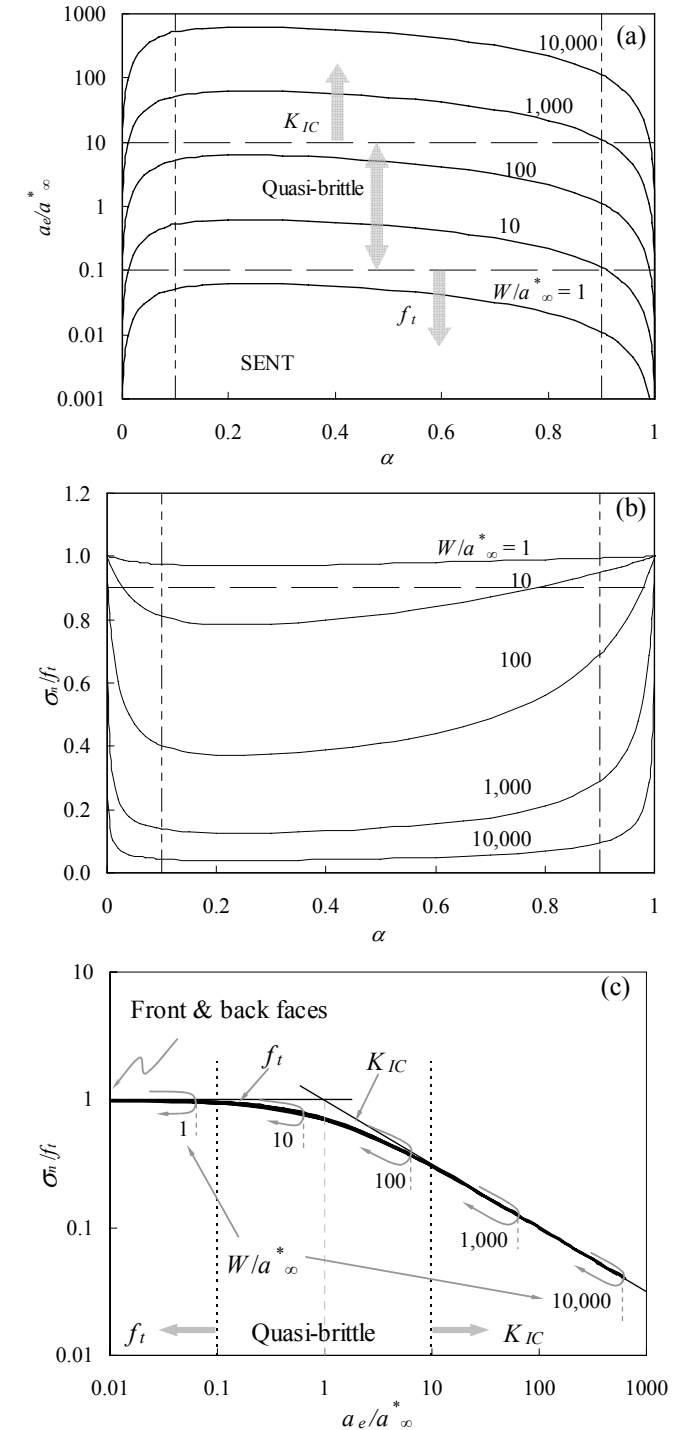 (a)
1000
100
10
1
0.1
0.01
0.001
a_e/a*_∞
10,000
1,000
100
10
W/a*_∞ = 1
K_IC
Quasi-brittle
f_t
SENT
0 0.2 0.4 0.6 0.8 1
α
(b)
1.2
1.0
0.8
0.6
0.4
0.2
0.0
σ_n/f_t
W/a*_∞ = 1
10
100
1,000
10,000
0 0.2 0.4 0.6 0.8 1
α
(c)
10
1
0.1
0.01
σ_n/f_t
Front & back faces
f_t
K_IC
1
10
100
1,000
10,000
W/a*_∞
f_t
Quasi-brittle
K_IC
0.01 0.1 1 10 100 1000
a_e/a*_∞